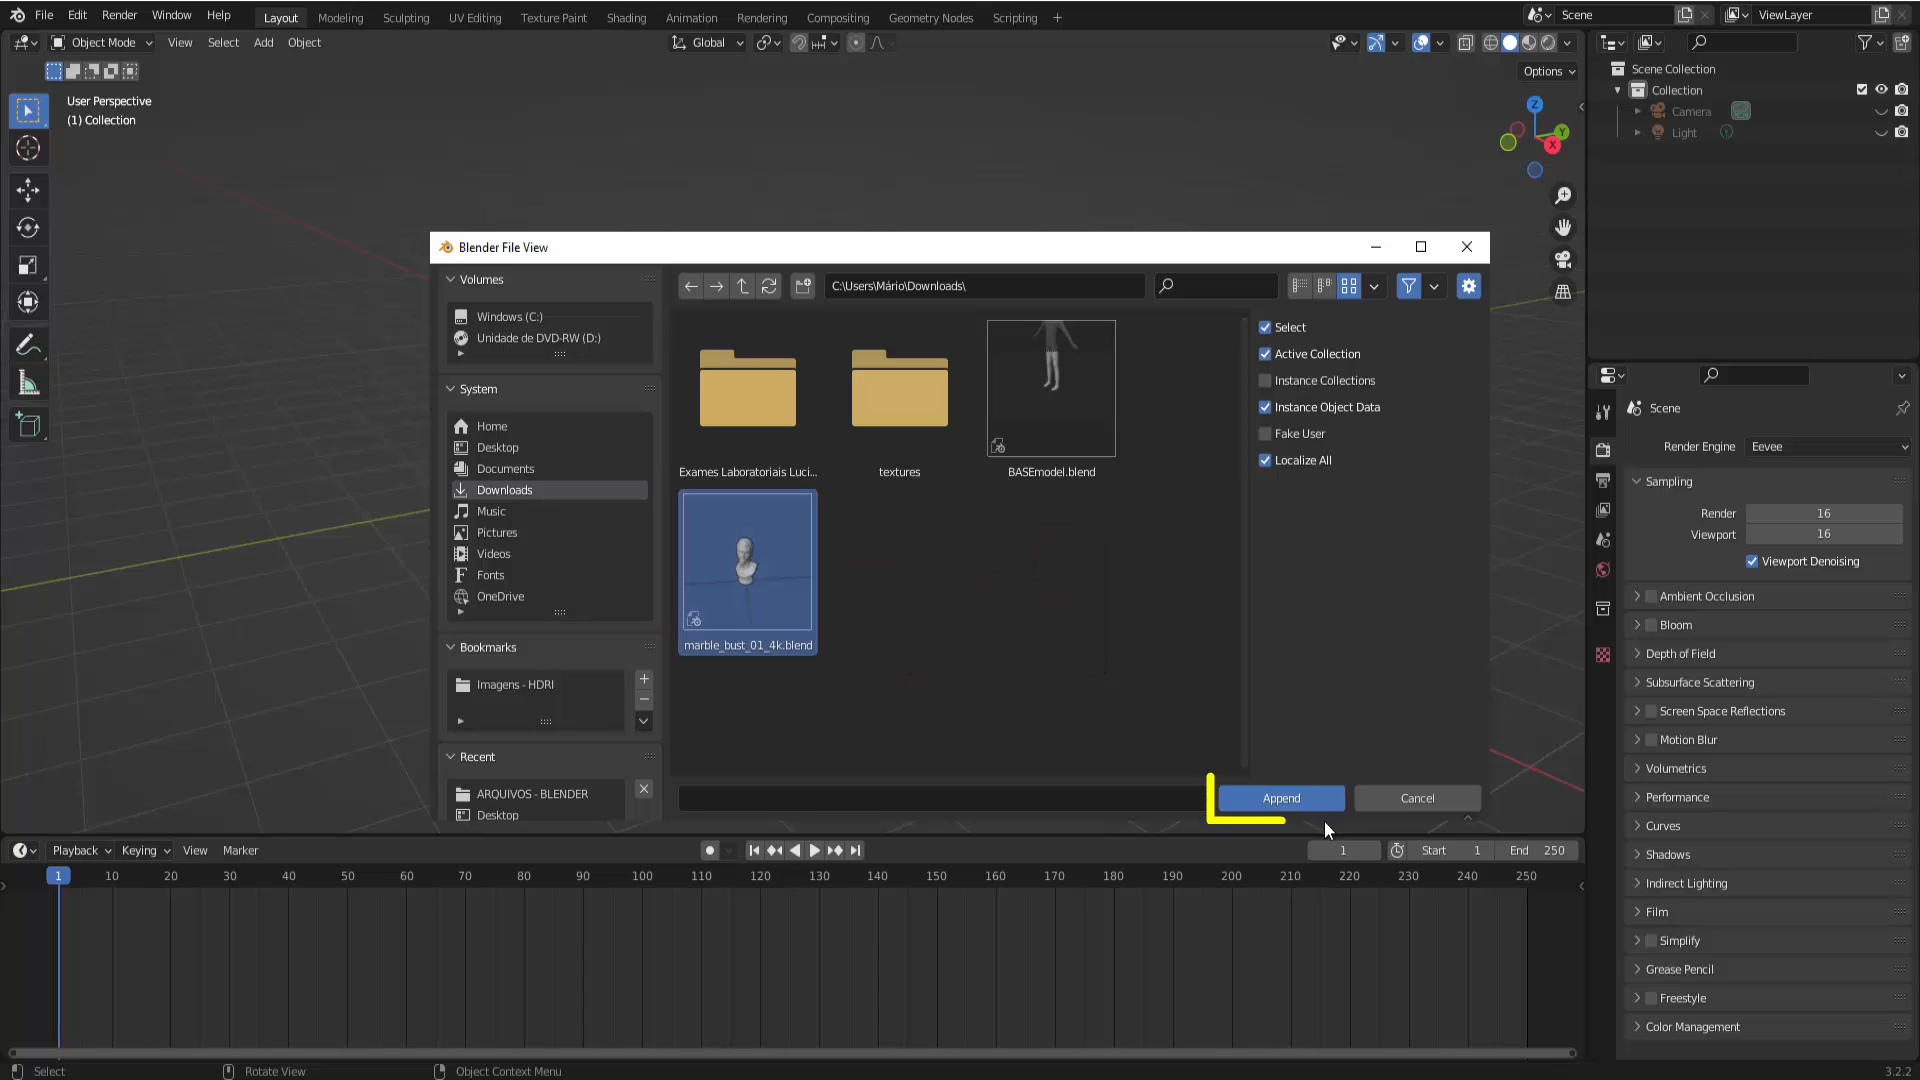 File Edit Render Window Help Layout Modeling Sculpting UV Editing Texture Paint Shading Animation Rendering Compositing Geometry Nodes Scripting + Scene ViewLayer
Object Mode View Select Add Object Global
Options
User Perspective
(1) Collection
Z
Y
X
Scene Collection
Collection
Camera
Light
Blender File View
Volumes
Windows (C:)
Unidade de DVD-RW (D:)
System
Home
Desktop
Documents
Downloads
Music
Pictures
Videos
Fonts
OneDrive
Bookmarks
Imagens - HDRI
Recent
ARQUIVOS - BLENDER
Desktop
C:\Users\Mário\Downloads\
Exames Laboratoriais Luci...
textures
BASEmodel.blend
marble_bust_01_4k.blend
Select
Active Collection
Instance Collections
Instance Object Data
Fake User
Localize All
Append
Cancel
Scene
Render Engine Eevee
Sampling
Render 16
Viewport 16
Viewport Denoising
Ambient Occlusion
Bloom
Depth of Field
Subsurface Scattering
Screen Space Reflections
Motion Blur
Volumetrics
Performance
Curves
Shadows
Indirect Lighting
Film
Simplify
Grease Pencil
Freestyle
Color Management
Playback Keying View Marker 1 Start 1 End 250
1 10 20 30 40 50 60 70 80 90 100 110 120 130 140 150 160 170 180 190 200 210 220 230 240 250
Select Rotate View Object Context Menu 3.2.2